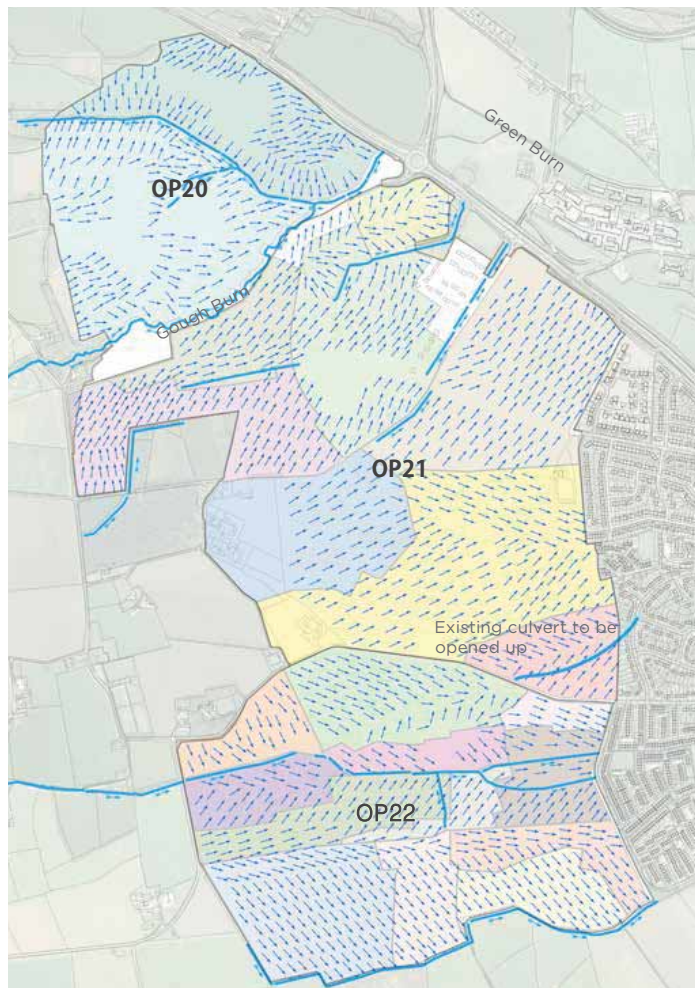 Green Burn
OP20
Gough Burn
OP21
Existing culvert to be
opened up
OP22